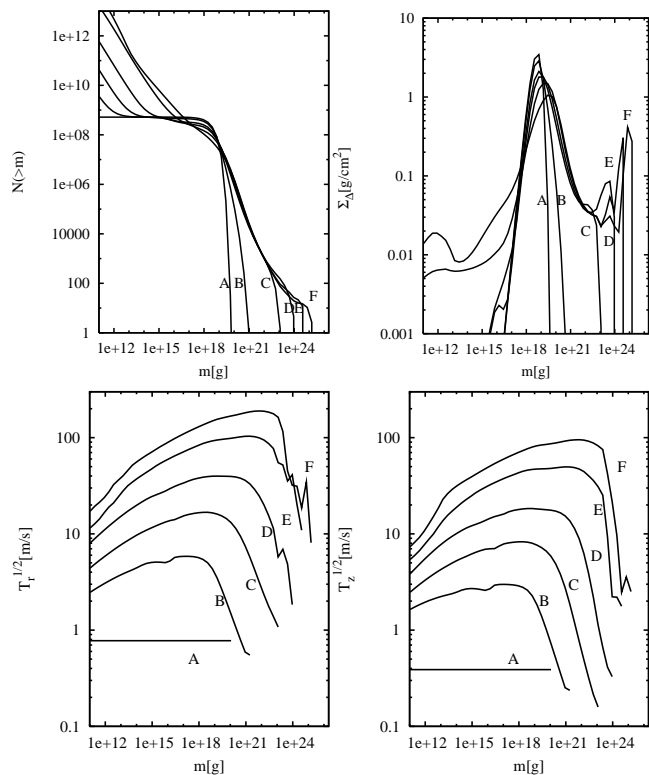 1e+12
1e+10
1e+08
1e+06
10000
100
1
N(>m)
A B C D E F
1e+12 1e+15 1e+18 1e+21 1e+24
m[g]
10
1
0.1
0.01
0.001
Σ_Δ[g/cm²]
A B C D E F
1e+12 1e+15 1e+18 1e+21 1e+24
m[g]
100
10
1
0.1
T_r^{1/2}[m/s]
F
E
D
C
B
A
1e+12 1e+15 1e+18 1e+21 1e+24
m[g]
100
10
1
0.1
T_z^{1/2}[m/s]
F
E
D
C
B
A
1e+12 1e+15 1e+18 1e+21 1e+24
m[g]